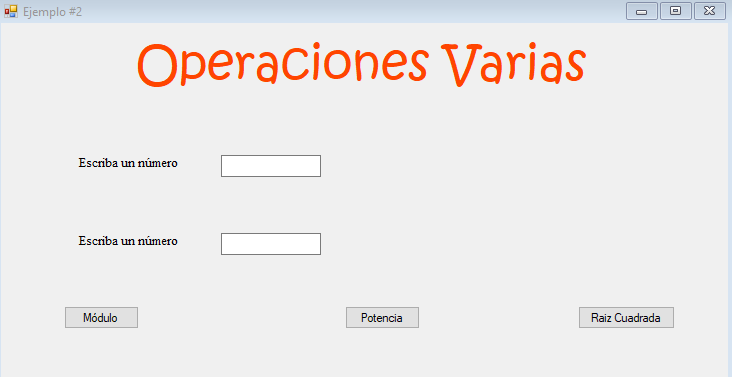 Ejemplo #2
Operaciones Varias
Escriba un número
Escriba un número
Módulo Potencia Raiz Cuadrada